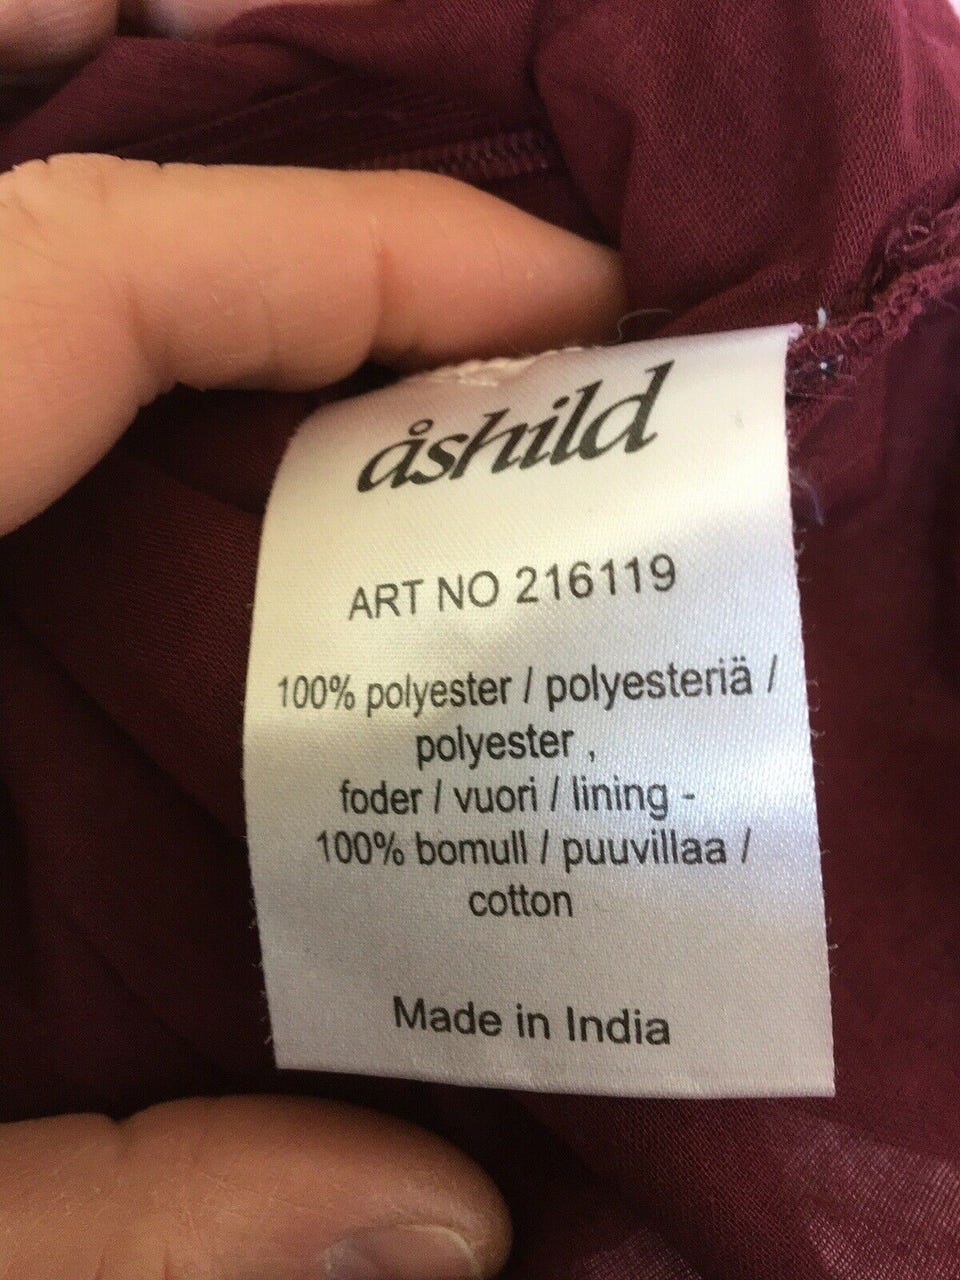 åshild
ART NO 216119
100% polyester / polyesteriä /
polyester ,
foder / vuori / lining -
100% bomull / puuvillaa /
cotton
Made in India